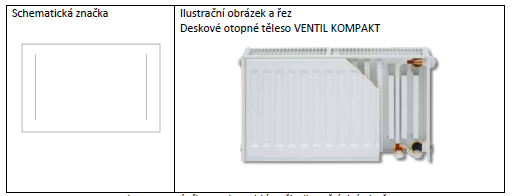 Schematická značka
Ilustrační obrázek a řez
Deskové otopné těleso VENTIL KOMPAKT